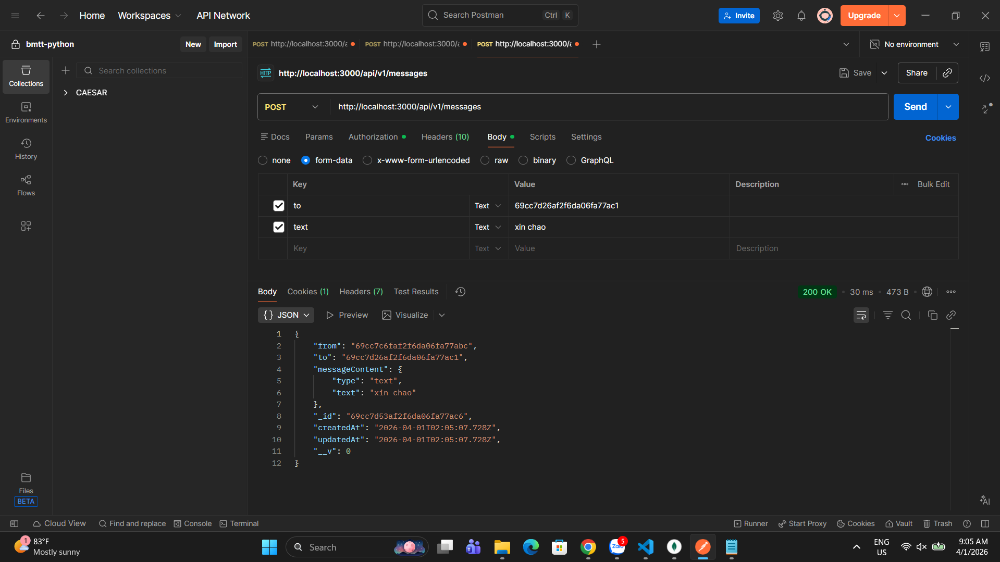 Home
Workspaces
API Network
Search Postman
Ctrl
K
Invite
Upgrade
bmtt-python
New
Import
POST http://localhost:3000/a
POST http://localhost:3000/a
POST http://localhost:3000/a
No environment
Collections
Environments
History
Flows
Files
BETA
Search collections
CAESAR
HTTP
http://localhost:3000/api/v1/messages
Save
Share
POST
http://localhost:3000/api/v1/messages
Send
Docs
Params
Authorization
Headers (10)
Body
Scripts
Settings
Cookies
none
form-data
x-www-form-urlencoded
raw
binary
GraphQL
Key
Value
Description
Bulk Edit
to
Text
69cc7d26af2f6da06fa77ac1
text
Text
xin chao
Key
Text
Value
Description
Body
Cookies (1)
Headers (7)
Test Results
200 OK
30 ms
473 B
{} JSON
Preview
Visualize
1 {
2 "from": "69cc7c6faf2f6da06fa77abc",
3 "to": "69cc7d26af2f6da06fa77ac1",
4 "messageContent": {
5 "type": "text",
6 "text": "xin chao"
7 },
8 "_id": "69cc7d53af2f6da06fa77ac6",
9 "createdAt": "2026-04-01T02:05:07.728Z",
10 "updatedAt": "2026-04-01T02:05:07.728Z",
11 "__v": 0
12 }
AI
Cloud View
Find and replace
Console
Terminal
Runner
Start Proxy
Cookies
Vault
Trash
1
83°F
Mostly sunny
Search
Zalo
5
ENG
US
9:05 AM
4/1/2026